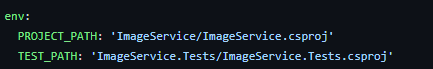 env:
  PROJECT_PATH: 'ImageService/ImageService.csproj'
  TEST_PATH: 'ImageService.Tests/ImageService.Tests.csproj'